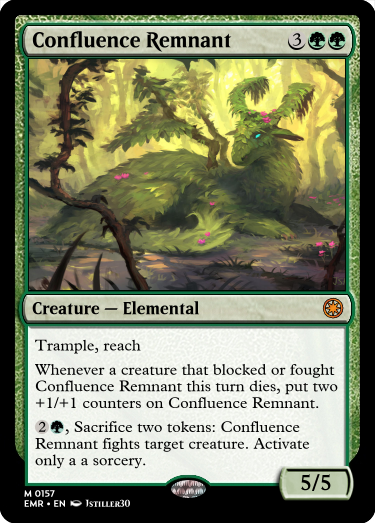 Confluence Remnant 3
Creature — Elemental
Trample, reach
Whenever a creature that blocked or fought
Confluence Remnant this turn dies, put two
+1/+1 counters on Confluence Remnant.
2, Sacrifice two tokens: Confluence
Remnant fights target creature. Activate
only a a sorcery.
5/5
M 0157
EMR • EN Jstiller30